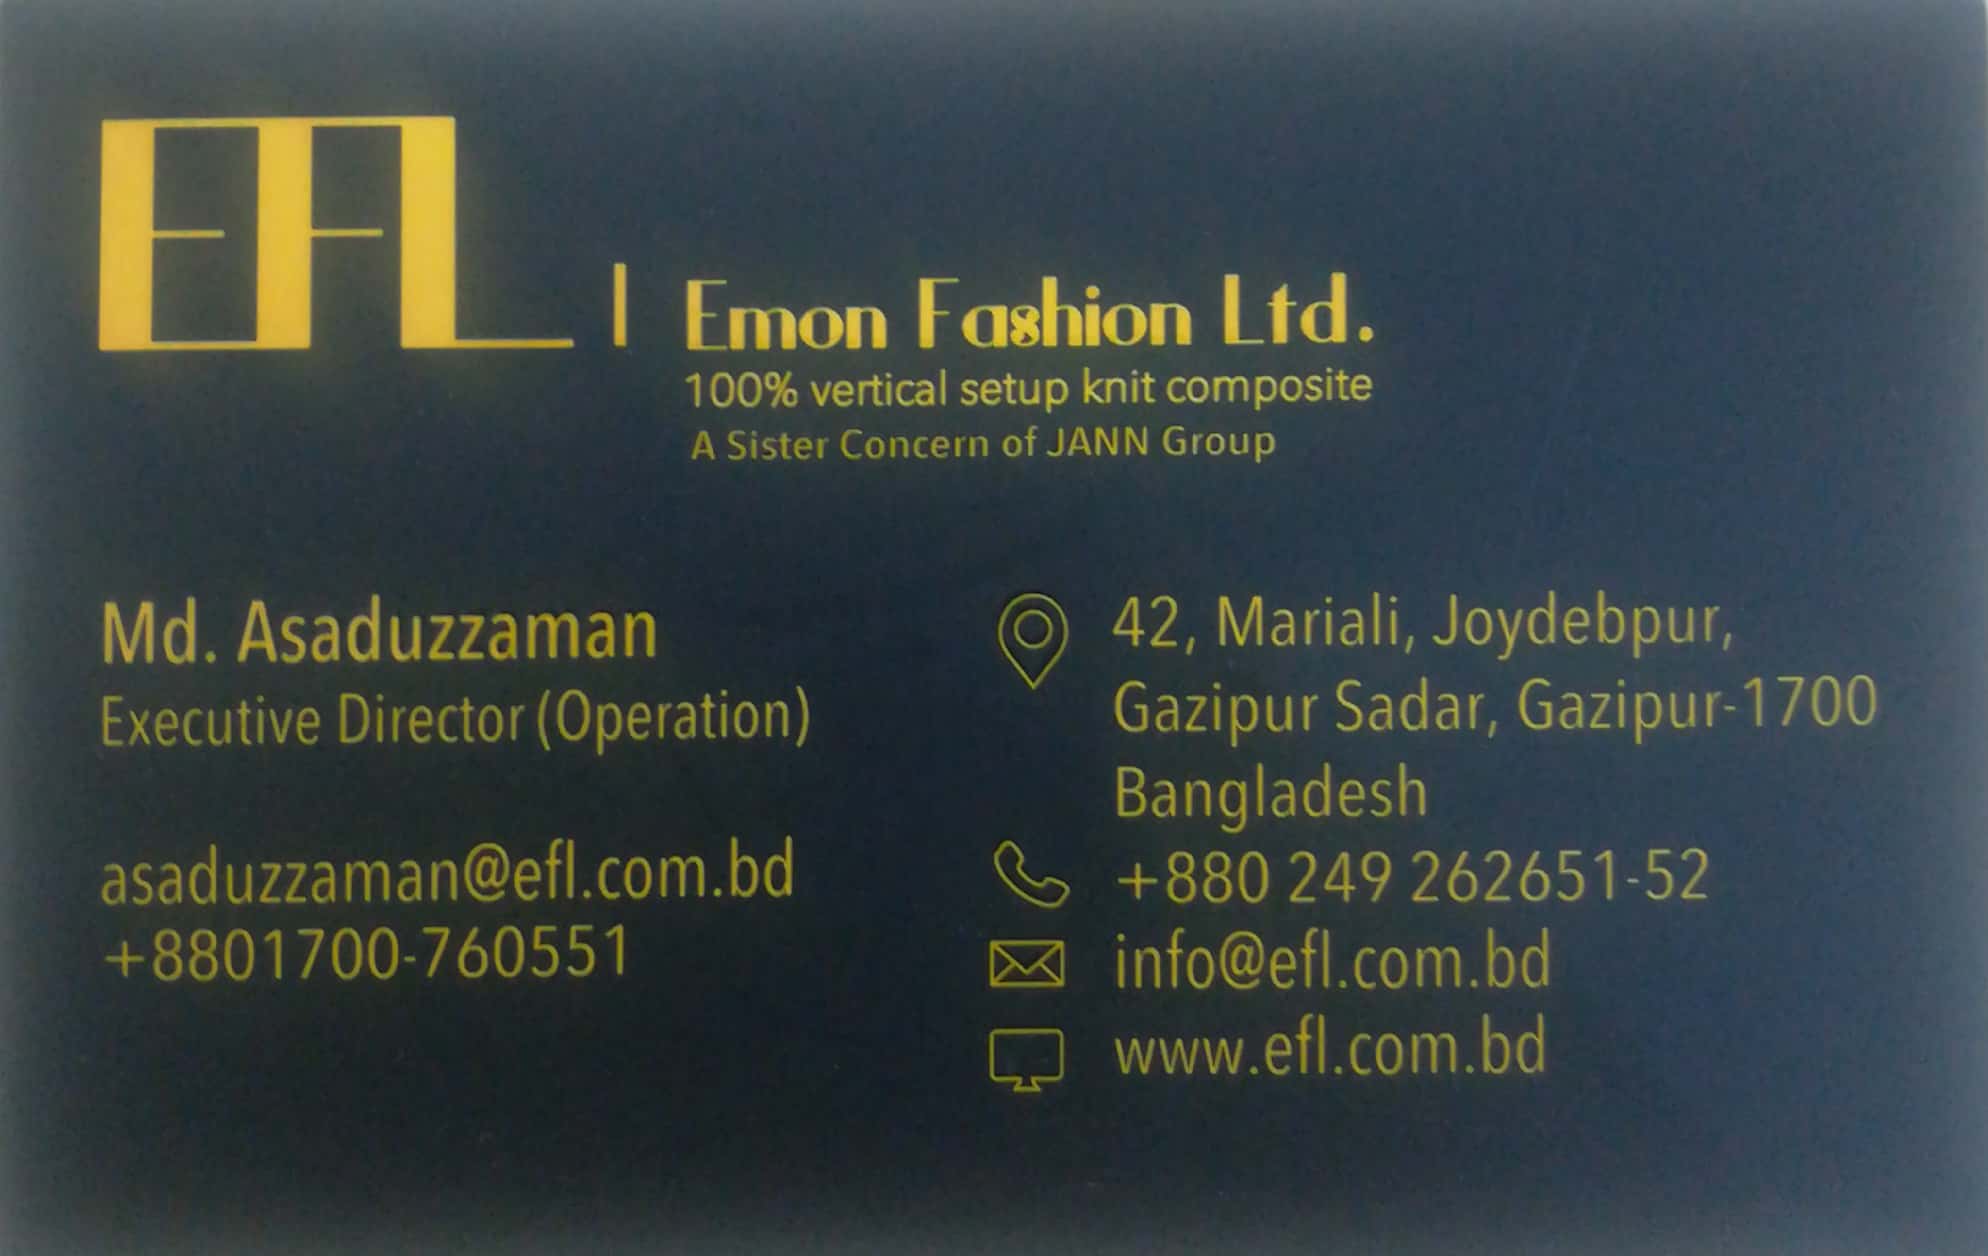 EFL | Emon Fashion Ltd.
100% vertical setup knit composite
A Sister Concern of JANN Group
Md. Asaduzzaman
Executive Director (Operation)
asaduzzaman@efl.com.bd
+8801700-760551
42, Mariali, Joydebpur,
Gazipur Sadar, Gazipur-1700
Bangladesh
+880 249 262651-52
info@efl.com.bd
www.efl.com.bd